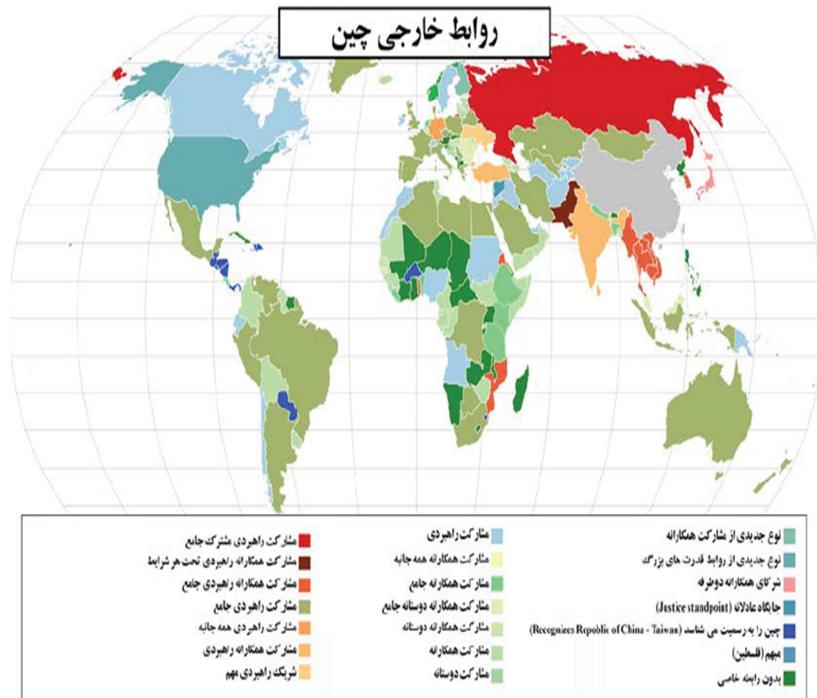 روابط خارجی چین
مشارکت راهبردی مشترک جامع
مشارکت همکارانه راهبردی تحت هر شرایط
مشارکت همکارانه راهبردی جامع
مشارکت راهبردی جامع
مشارکت راهبردی همه جانبه
مشارکت همکارانه راهبردی
شریک راهبردی مهم
مشارکت راهبردی
مشارکت همکارانه همه جانبه
مشارکت همکارانه جامع
مشارکت همکارانه دوستانه جامع
مشارکت همکارانه دوستانه
مشارکت همکارانه
مشارکت دوستانه
نوع جدیدی از مشارکت همکارانه
نوع جدیدی از روابط قدرت های بزرگ
شرکای همکارانه دوطرفه
جایگاه عادلانه (Justice standpoint)
چین را به رسمیت می شناسد (Recognizes Republic of China - Taiwan)
مبهم (فلسطین)
بدون رابطه خاصی